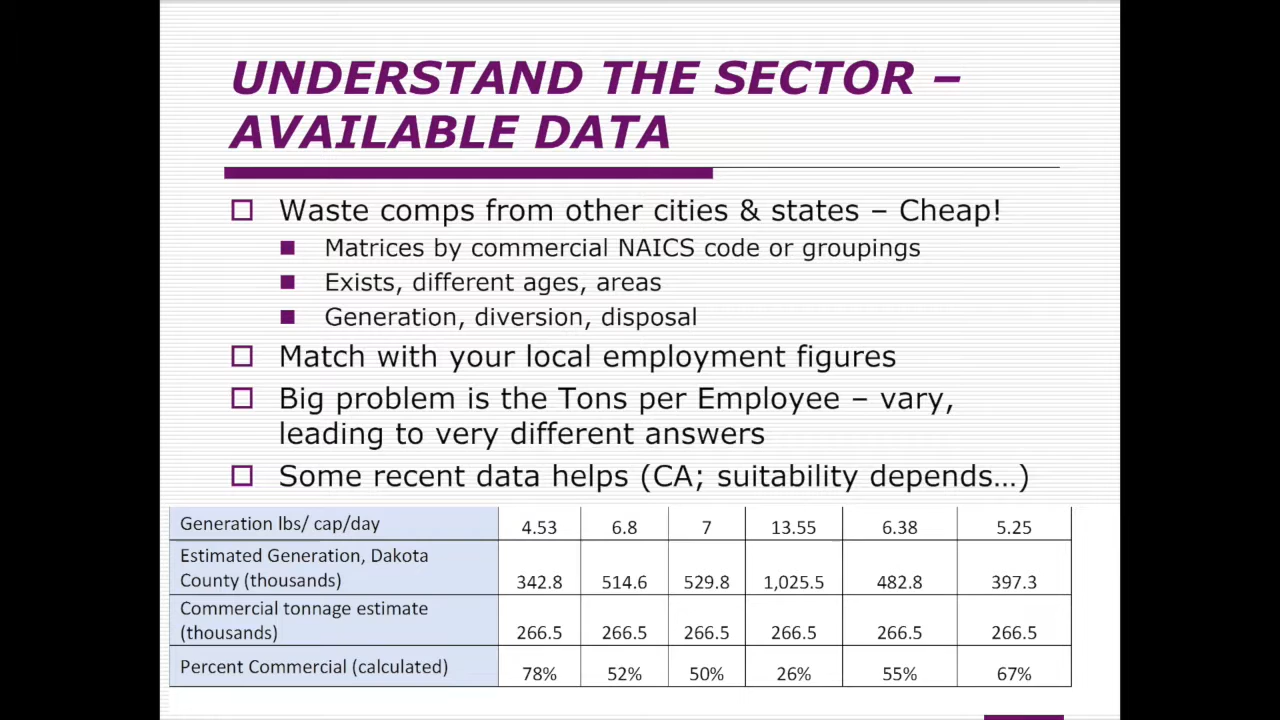 UNDERSTAND THE SECTOR –
AVAILABLE DATA
Waste comps from other cities & states – Cheap!
Matrices by commercial NAICS code or groupings
Exists, different ages, areas
Generation, diversion, disposal
Match with your local employment figures
Big problem is the Tons per Employee – vary,
leading to very different answers
Some recent data helps (CA; suitability depends…)
Generation lbs/ cap/day 4.53 6.8 7 13.55 6.38 5.25
Estimated Generation, Dakota
County (thousands) 342.8 514.6 529.8 1,025.5 482.8 397.3
Commercial tonnage estimate
(thousands) 266.5 266.5 266.5 266.5 266.5 266.5
Percent Commercial (calculated) 78% 52% 50% 26% 55% 67%